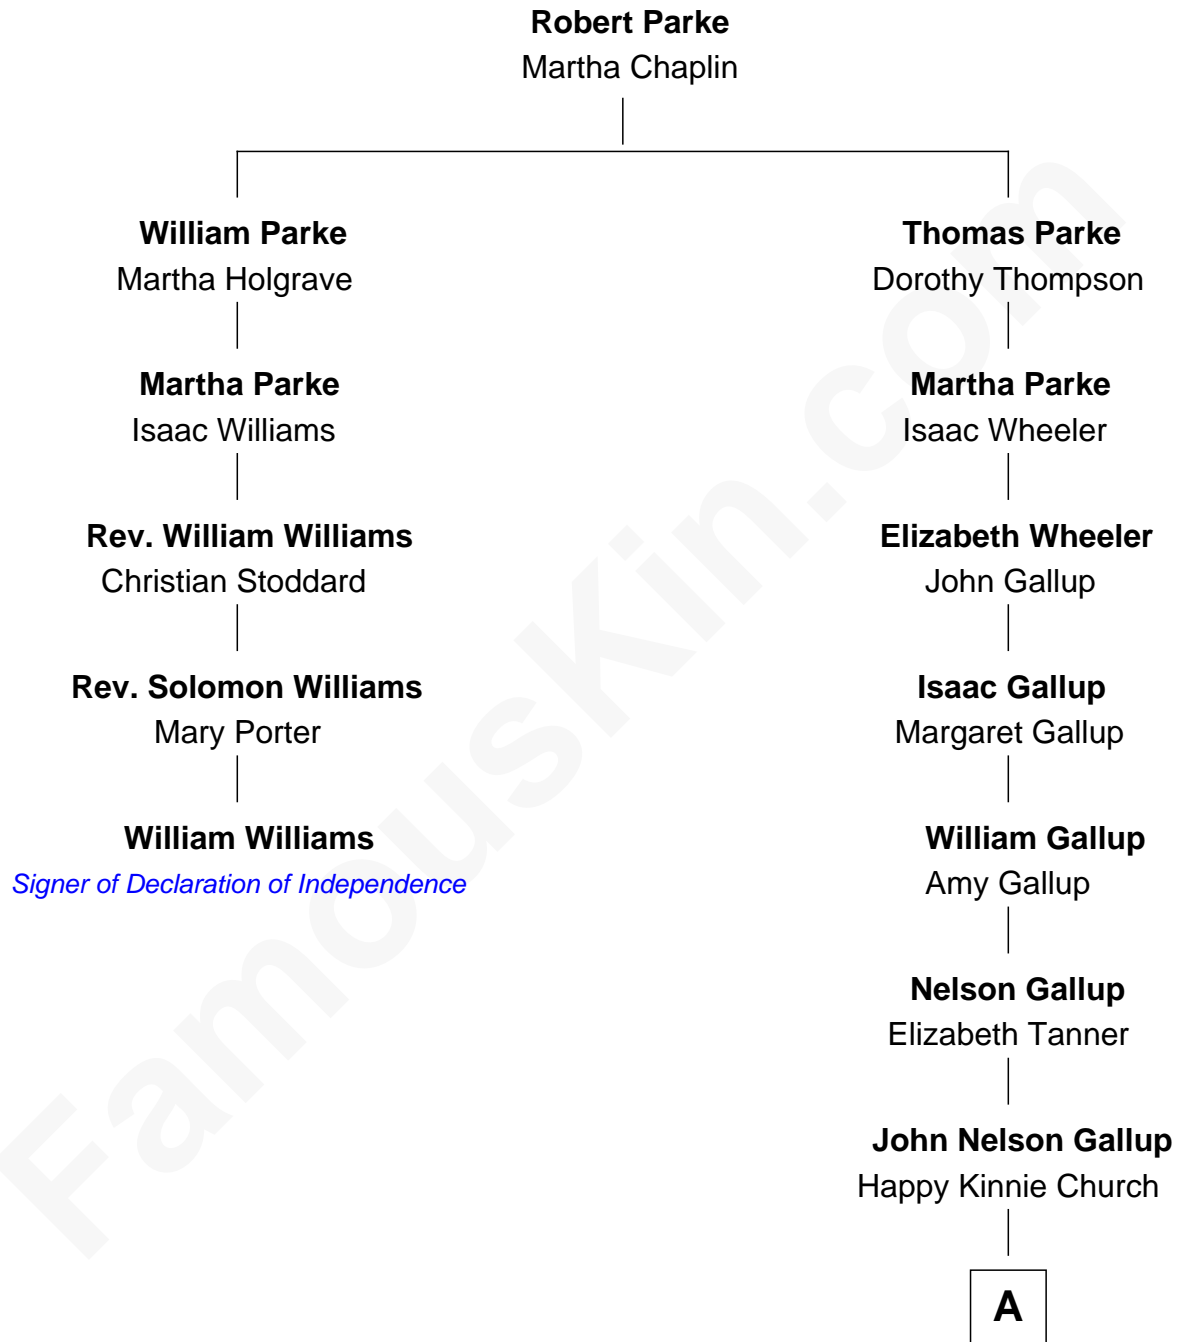 Robert Parke
Martha Chaplin
William Parke
Martha Holgrave
Thomas Parke
Dorothy Thompson
Martha Parke
Isaac Williams
Martha Parke
Isaac Wheeler
Rev. William Williams
Christian Stoddard
Elizabeth Wheeler
John Gallup
Rev. Solomon Williams
Mary Porter
Isaac Gallup
Margaret Gallup
William Williams
Signer of Declaration of Independence
William Gallup
Amy Gallup
Nelson Gallup
Elizabeth Tanner
John Nelson Gallup
Happy Kinnie Church
A
FamousKin.com